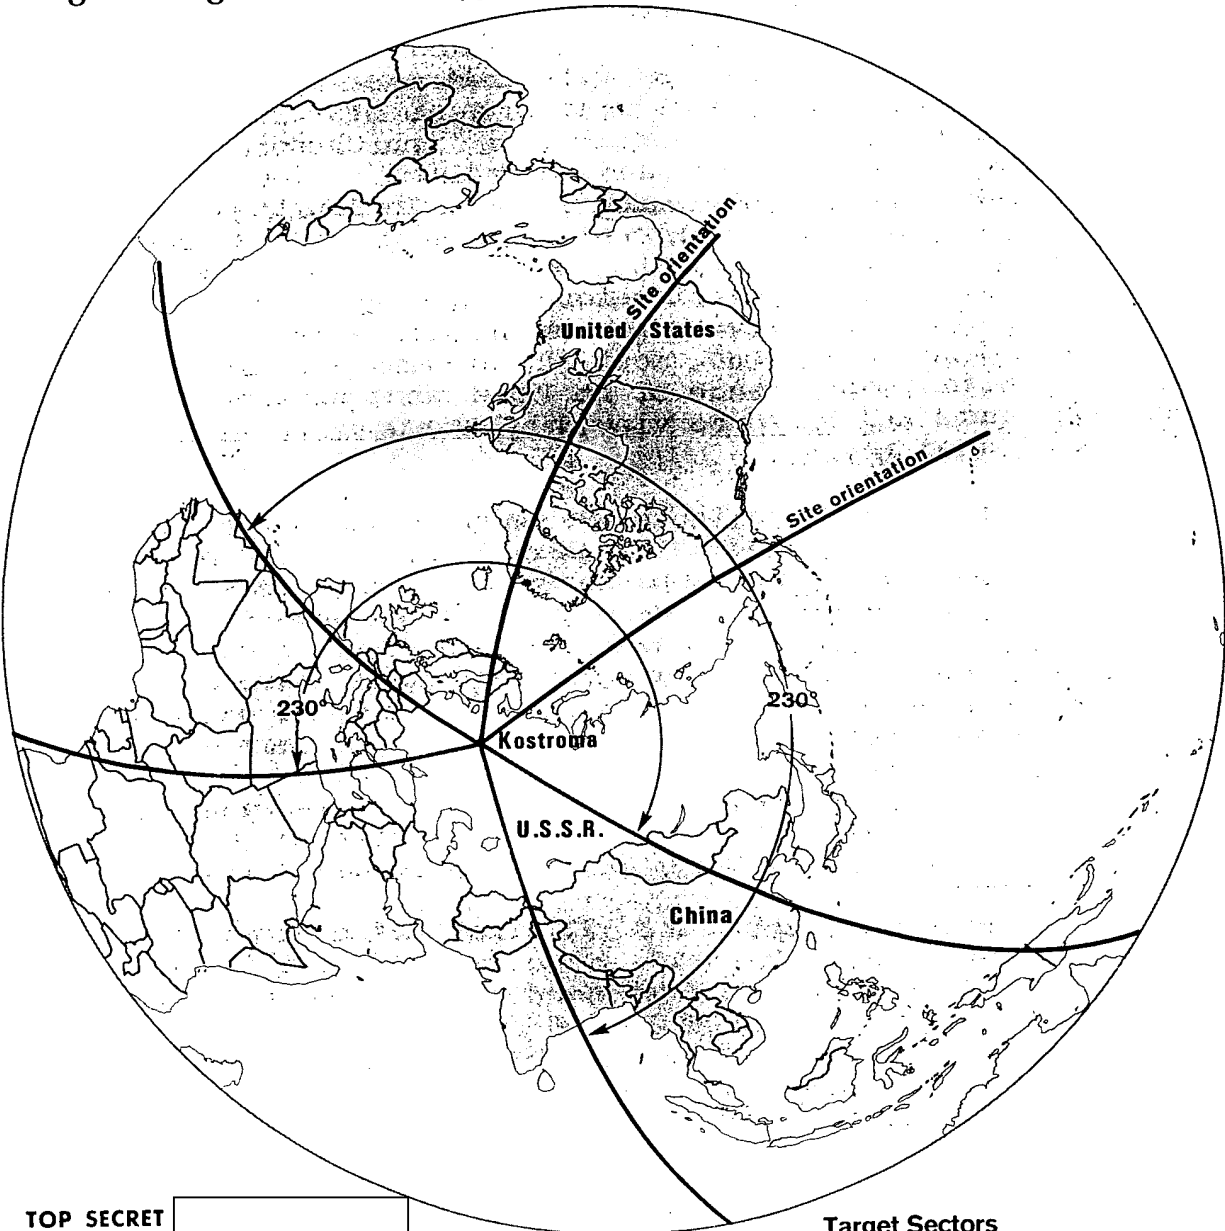 Site orientation
United States
Site orientation
230°
230°
Kostroma
U.S.S.R.
China
TOP SECRET
Target Sectors